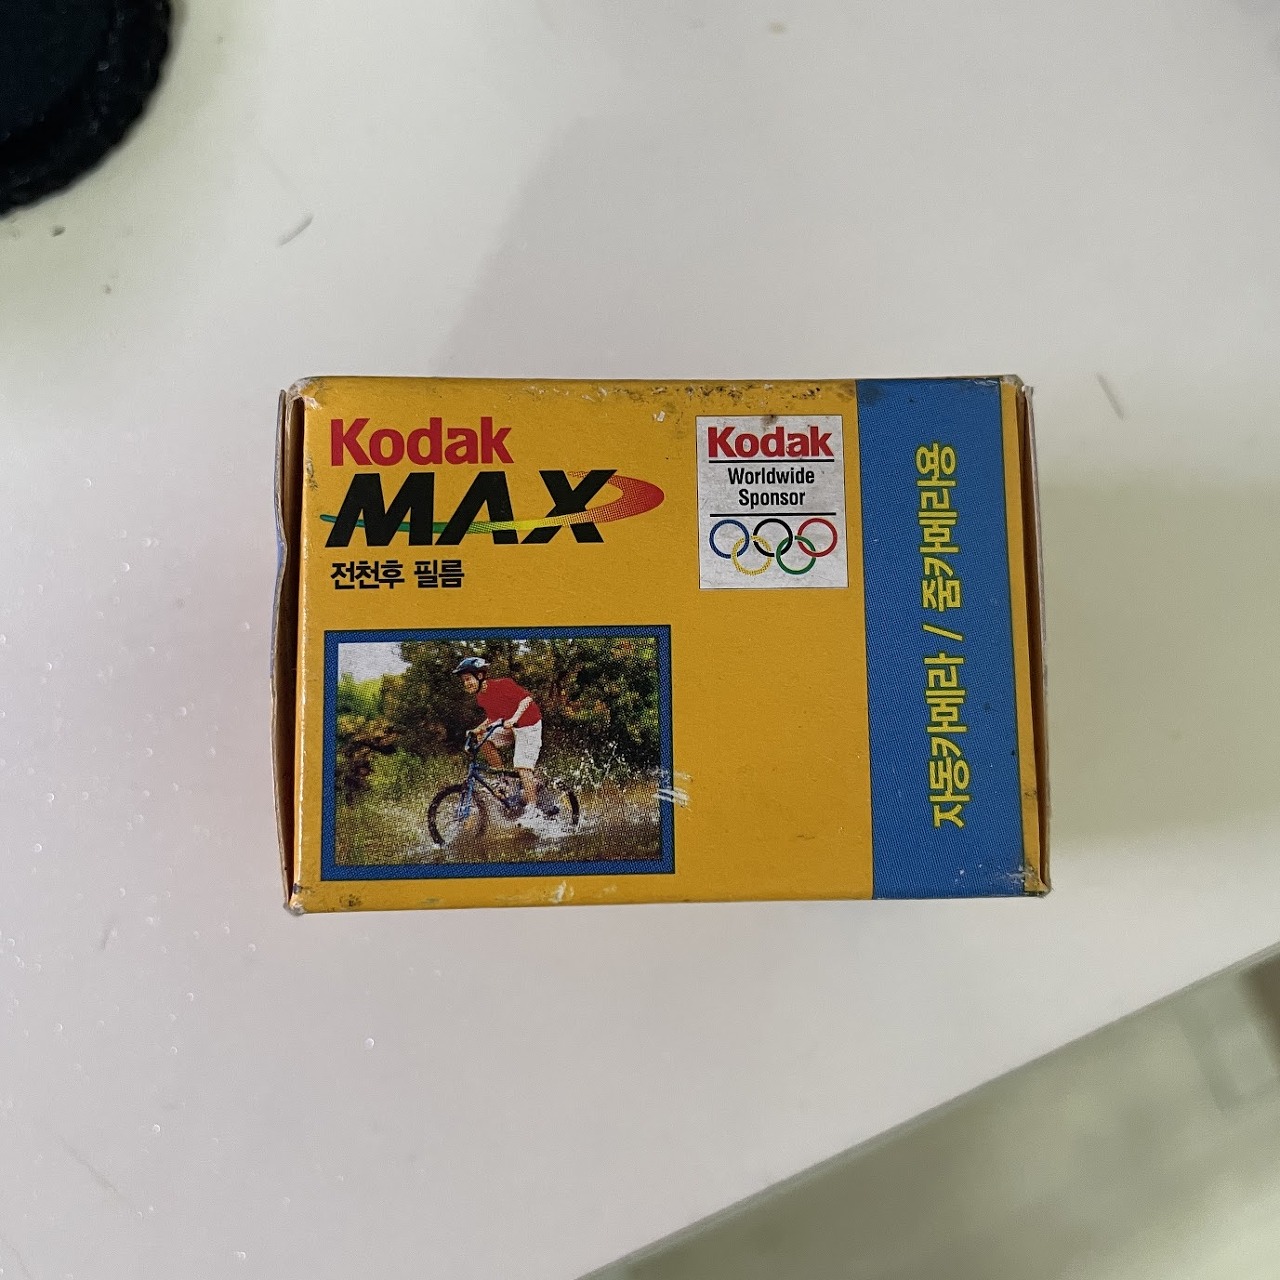 Kodak
MAX
전천후 필름
Kodak
Worldwide
Sponsor
자동카메라 / 줌카메라용